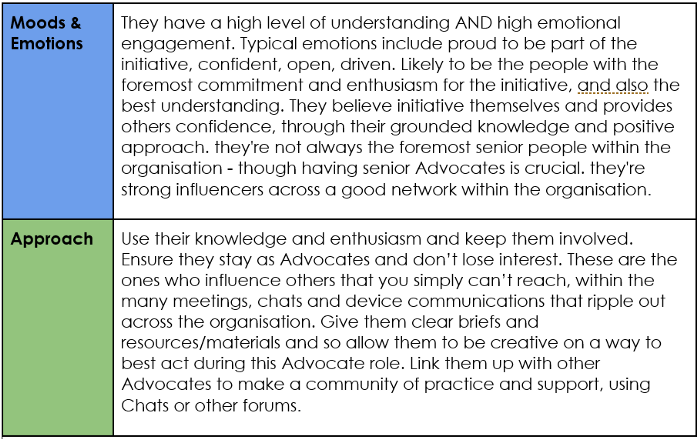 Moods &
Emotions
They have a high level of understanding AND high emotional
engagement. Typical emotions include proud to be part of the
initiative, confident, open, driven. Likely to be the people with the
foremost commitment and enthusiasm for the initiative, and also the
best understanding. They believe initiative themselves and provides
others confidence, through their grounded knowledge and positive
approach. they're not always the foremost senior people within the
organisation - though having senior Advocates is crucial. they're
strong influencers across a good network within the organisation.
Approach
Use their knowledge and enthusiasm and keep them involved.
Ensure they stay as Advocates and don’t lose interest. These are the
ones who influence others that you simply can’t reach, within the
many meetings, chats and device communications that ripple out
across the organisation. Give them clear briefs and
resources/materials and so allow them to be creative on a way to
best act during this Advocate role. Link them up with other
Advocates to make a community of practice and support, using
Chats or other forums.